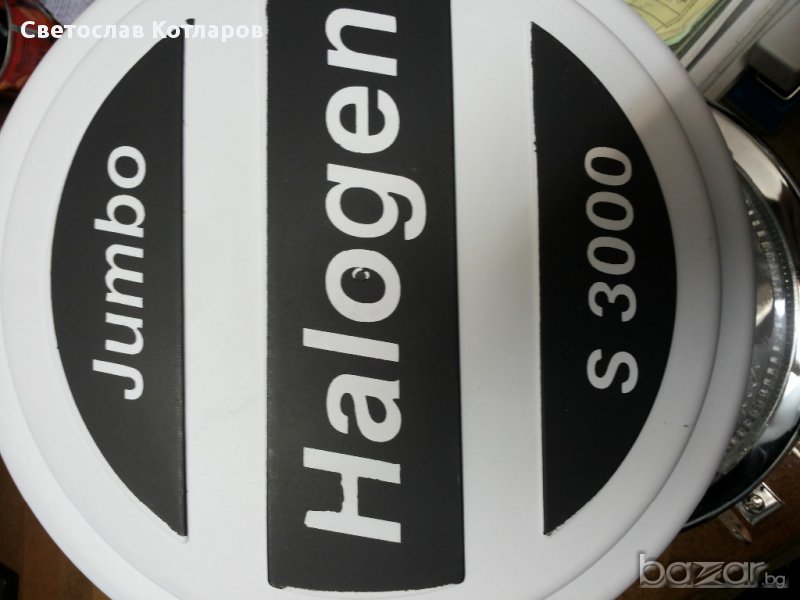 Светослав Котларов
Jumbo
Halogen
S 3000
bazar.bg